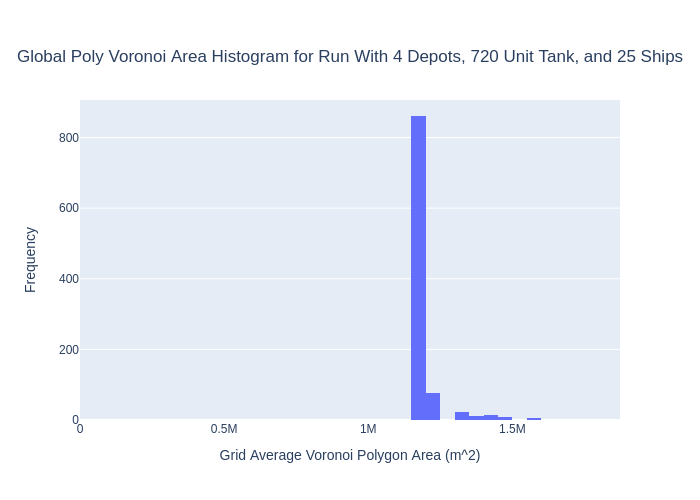 Global Poly Voronoi Area Histogram for Run With 4 Depots, 720 Unit Tank, and 25 Ships
800
600
400
200
0
Frequency
0
0.5M
1M
1.5M
Grid Average Voronoi Polygon Area (m^2)